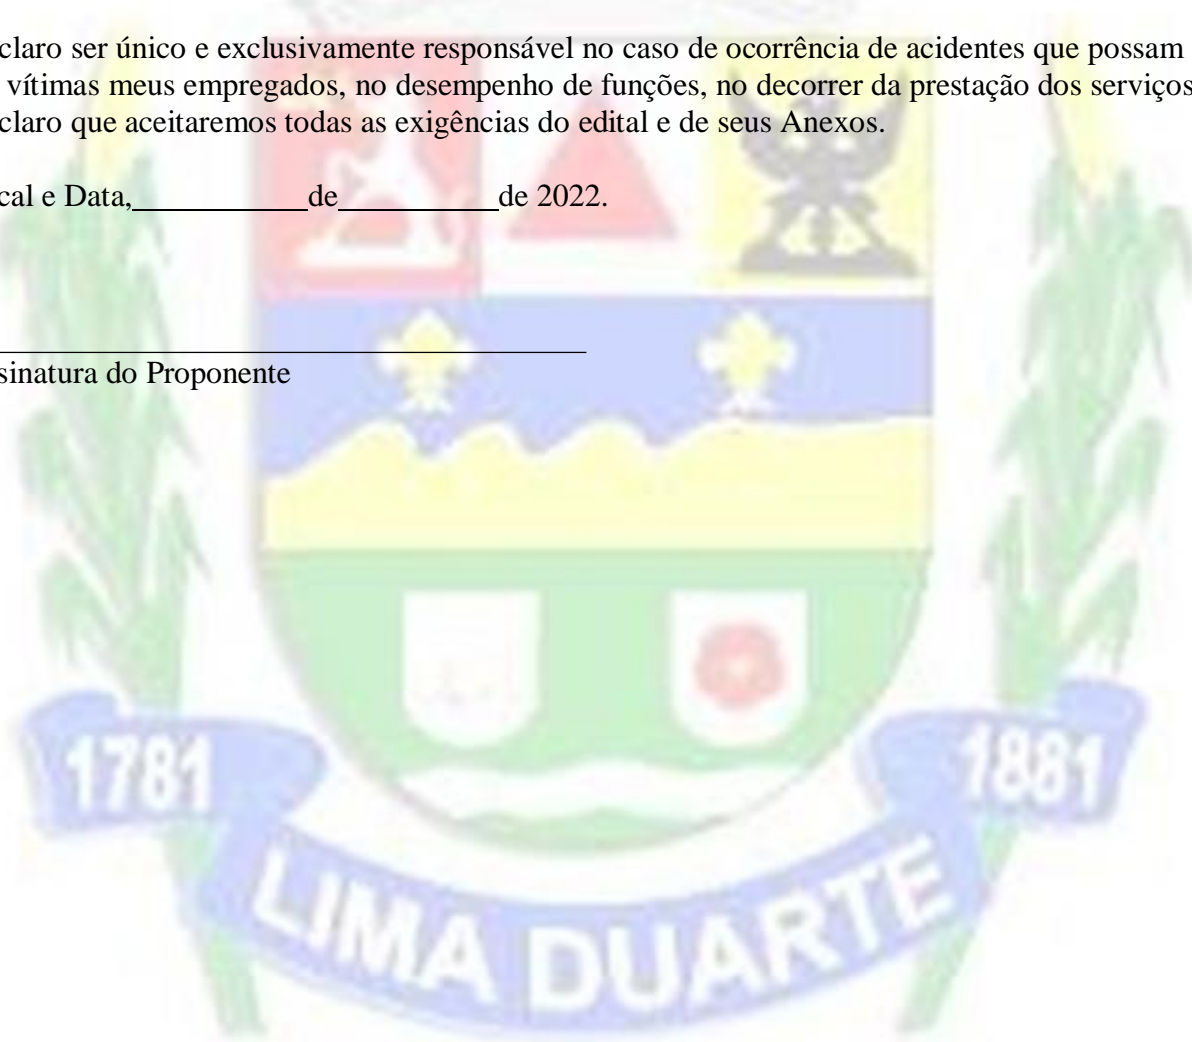 claro ser único e exclusivamente responsável no caso de ocorrência de acidentes que possam
vítimas meus empregados, no desempenho de funções, no decorrer da prestação dos serviços
claro que aceitaremos todas as exigências do edital e de seus Anexos.
cal e Data,___________de__________de 2022.
_____________________________________
sinatura do Proponente
1781
1881
LIMA DUARTE